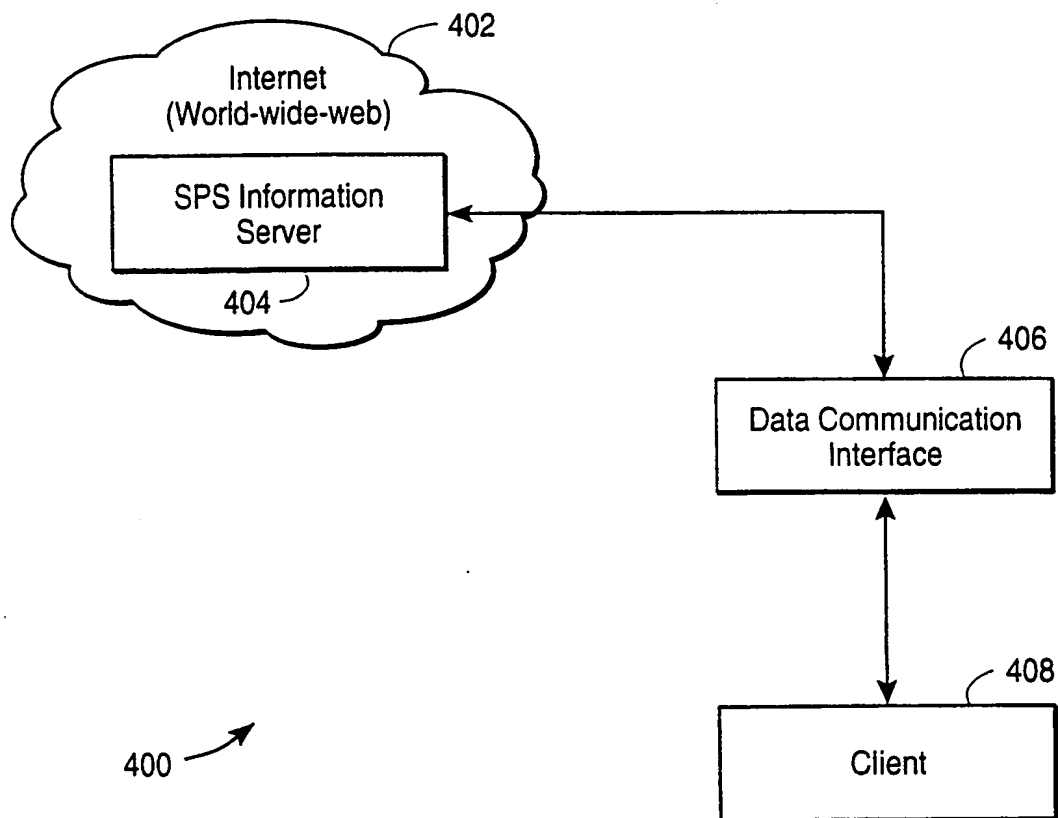 402
Internet
(World-wide-web)
SPS Information
Server
404
406
Data Communication
Interface
408
Client
400